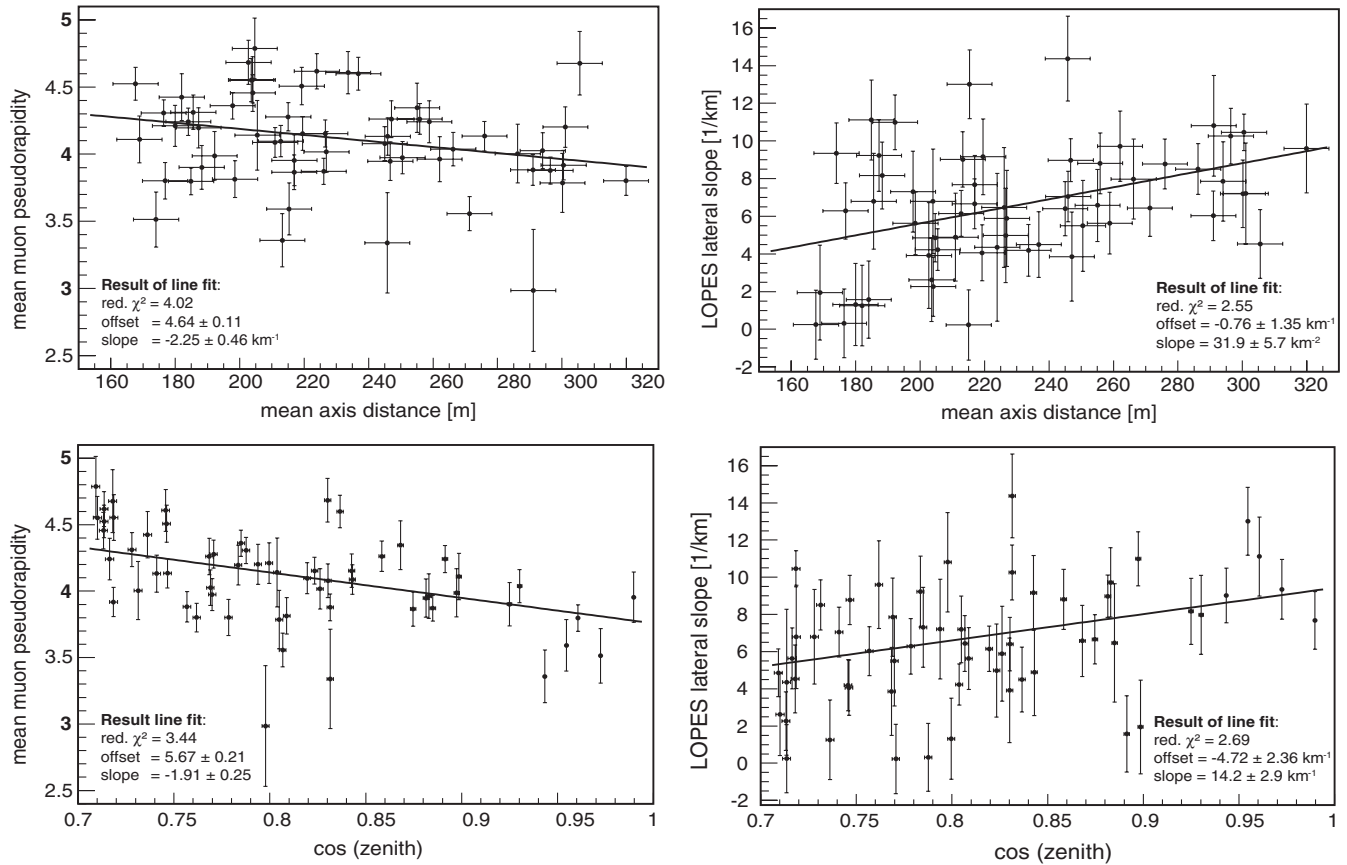 5
4.5
4
3.5
3
2.5
mean muon pseudorapidity
Result of line fit:
red. χ² = 4.02
offset = 4.64 ± 0.11
slope = -2.25 ± 0.46 km⁻¹
160 180 200 220 240 260 280 300 320
mean axis distance [m]
16
14
12
10
8
6
4
2
0
-2
LOPES lateral slope [1/km]
Result of line fit:
red. χ² = 2.55
offset = -0.76 ± 1.35 km⁻¹
slope = 31.9 ± 5.7 km⁻²
160 180 200 220 240 260 280 300 320
mean axis distance [m]
5
4.5
4
3.5
3
2.5
mean muon pseudorapidity
Result line fit:
red. χ² = 3.44
offset = 5.67 ± 0.21
slope = -1.91 ± 0.25
0.7 0.75 0.8 0.85 0.9 0.95 1
cos (zenith)
16
14
12
10
8
6
4
2
0
-2
LOPES lateral slope [1/km]
Result of line fit:
red. χ² = 2.69
offset = -4.72 ± 2.36 km⁻¹
slope = 14.2 ± 2.9 km⁻¹
0.7 0.75 0.8 0.85 0.9 0.95 1
cos (zenith)